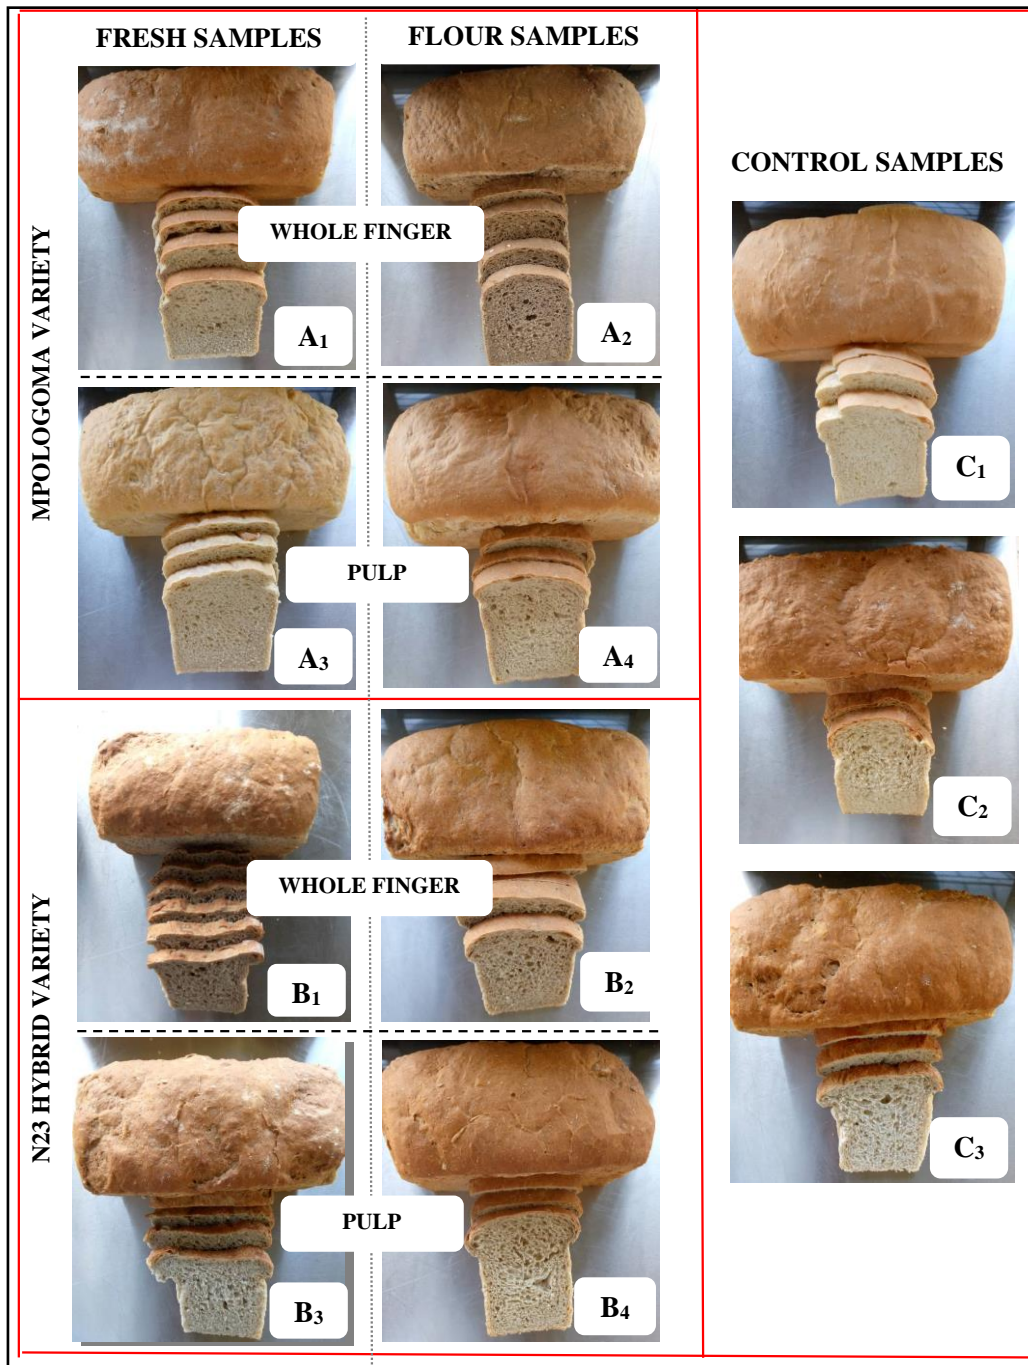 FRESH SAMPLES
FLOUR SAMPLES
CONTROL SAMPLES
MPOLOGOMA VARIETY
WHOLE FINGER
A₁
A₂
PULP
A₃
A₄
N23 HYBRID VARIETY
WHOLE FINGER
B₁
B₂
PULP
B₃
B₄
C₁
C₂
C₃